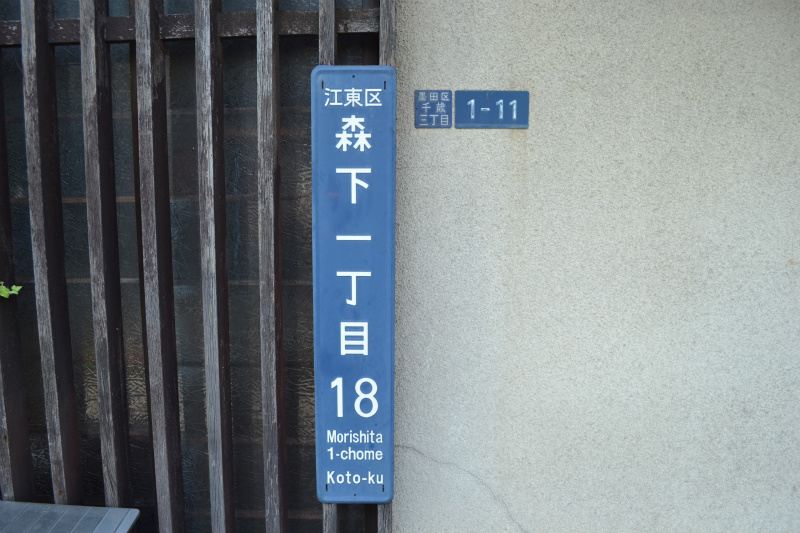 江東区
森下一丁目
18
Morishita
1-chome
Koto-ku
墨田区
千歳
三丁目
1-11